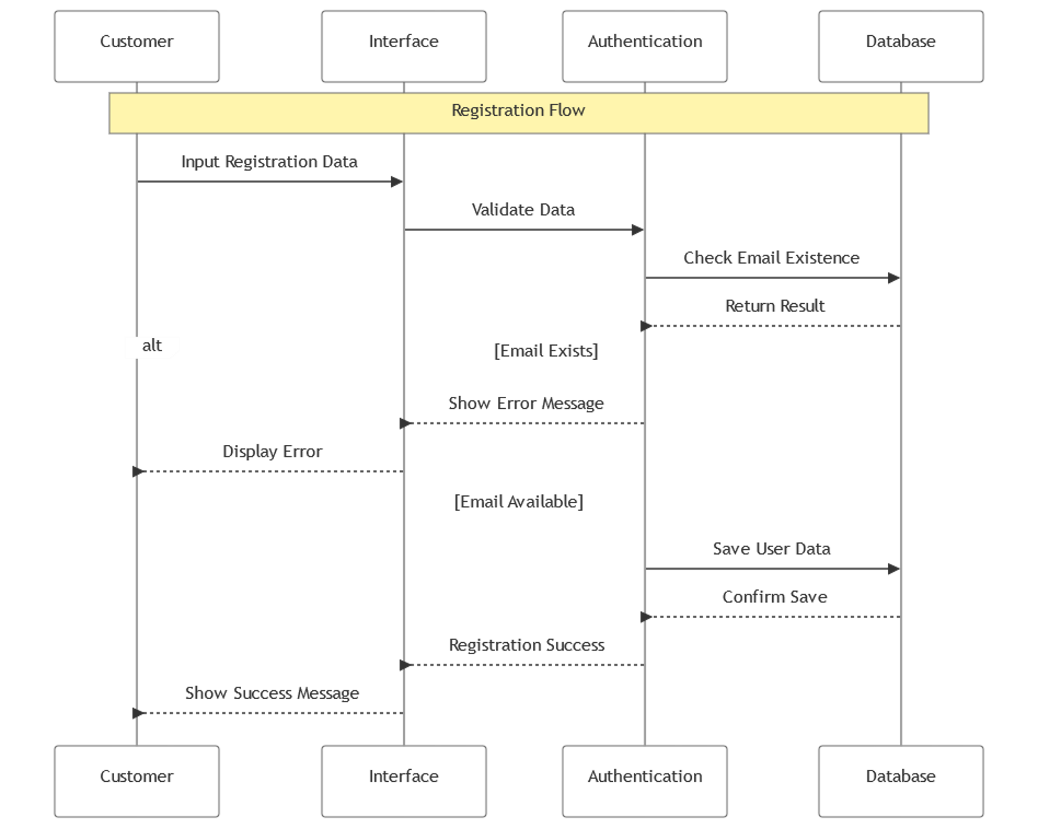 Customer
Interface
Authentication
Database
Registration Flow
Input Registration Data
Validate Data
Check Email Existence
Return Result
alt
[Email Exists]
Show Error Message
Display Error
[Email Available]
Save User Data
Confirm Save
Registration Success
Show Success Message
Customer
Interface
Authentication
Database